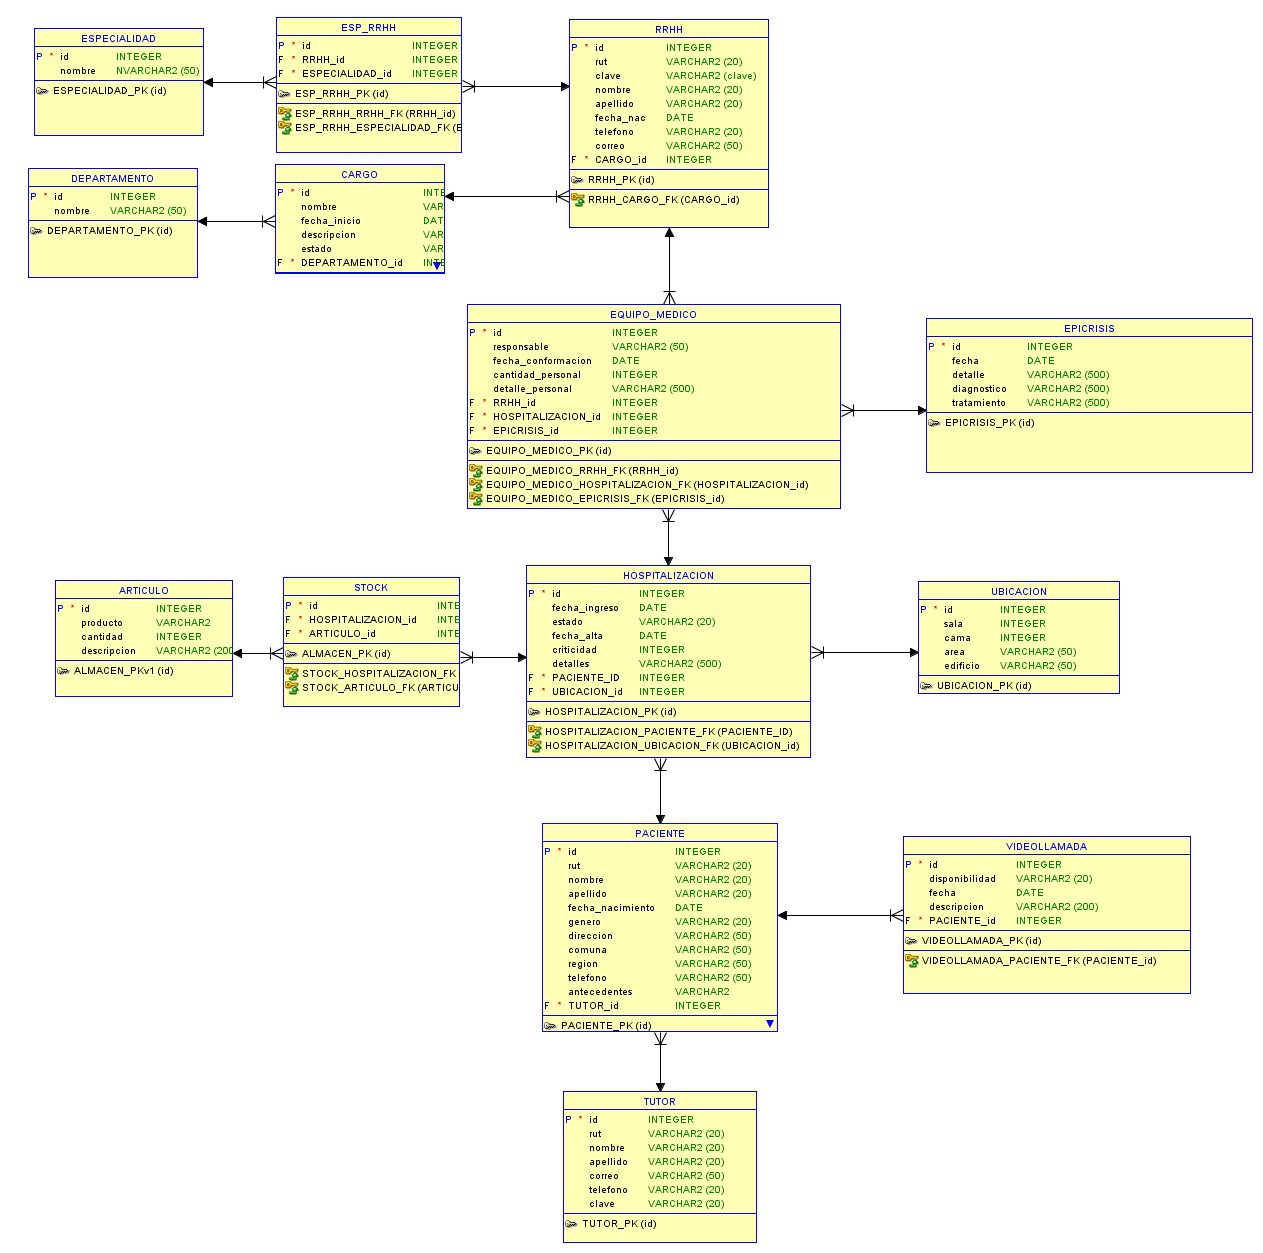 ESPECIALIDAD
P * id INTEGER
nombre NVARCHAR2 (50)
ESPECIALIDAD_PK (id)
ESP_RRHH
P * id INTEGER
F * RRHH_id INTEGER
F * ESPECIALIDAD_id INTEGER
ESP_RRHH_PK (id)
ESP_RRHH_RRHH_FK (RRHH_id)
ESP_RRHH_ESPECIALIDAD_FK (E
RRHH
P * id INTEGER
rut VARCHAR2 (20)
clave VARCHAR2 (clave)
nombre VARCHAR2 (20)
apellido VARCHAR2 (20)
fecha_nac DATE
telefono VARCHAR2 (20)
correo VARCHAR2 (50)
F * CARGO_id INTEGER
RRHH_PK (id)
RRHH_CARGO_FK (CARGO_id)
DEPARTAMENTO
P * id INTEGER
nombre VARCHAR2 (50)
DEPARTAMENTO_PK (id)
CARGO
P * id INTE
nombre VAR
fecha_inicio DAT
descripcion VAR
estado VAR
F * DEPARTAMENTO_id INTE
EQUIPO_MEDICO
P * id INTEGER
responsable VARCHAR2 (50)
fecha_conformacion DATE
cantidad_personal INTEGER
detalle_personal VARCHAR2 (500)
F * RRHH_id INTEGER
F * HOSPITALIZACION_id INTEGER
F * EPICRISIS_id INTEGER
EQUIPO_MEDICO_PK (id)
EQUIPO_MEDICO_RRHH_FK (RRHH_id)
EQUIPO_MEDICO_HOSPITALIZACION_FK (HOSPITALIZACION_id)
EQUIPO_MEDICO_EPICRISIS_FK (EPICRISIS_id)
EPICRISIS
P * id INTEGER
fecha DATE
detalle VARCHAR2 (500)
diagnostico VARCHAR2 (500)
tratamiento VARCHAR2 (500)
EPICRISIS_PK (id)
ARTICULO
P * id INTEGER
producto VARCHAR2
cantidad INTEGER
descripcion VARCHAR2 (200
ALMACEN_PKv1 (id)
STOCK
P * id INTE
F * HOSPITALIZACION_id INTE
F * ARTICULO_id INTE
ALMACEN_PK (id)
STOCK_HOSPITALIZACION_FK
STOCK_ARTICULO_FK (ARTICU
HOSPITALIZACION
P * id INTEGER
fecha_ingreso DATE
estado VARCHAR2 (20)
fecha_alta DATE
criticidad INTEGER
detalles VARCHAR2 (500)
F * PACIENTE_ID INTEGER
F * UBICACION_id INTEGER
HOSPITALIZACION_PK (id)
HOSPITALIZACION_PACIENTE_FK (PACIENTE_ID)
HOSPITALIZACION_UBICACION_FK (UBICACION_id)
UBICACION
P * id INTEGER
sala INTEGER
cama INTEGER
area VARCHAR2 (50)
edificio VARCHAR2 (50)
UBICACION_PK (id)
PACIENTE
P * id INTEGER
rut VARCHAR2 (20)
nombre VARCHAR2 (20)
apellido VARCHAR2 (20)
fecha_nacimiento DATE
genero VARCHAR2 (20)
direccion VARCHAR2 (50)
comuna VARCHAR2 (50)
region VARCHAR2 (50)
telefono VARCHAR2 (50)
antecedentes VARCHAR2
F * TUTOR_id INTEGER
PACIENTE_PK (id)
VIDEOLLAMADA
P * id INTEGER
disponibilidad VARCHAR2 (20)
fecha DATE
descripcion VARCHAR2 (200)
F * PACIENTE_id INTEGER
VIDEOLLAMADA_PK (id)
VIDEOLLAMADA_PACIENTE_FK (PACIENTE_id)
TUTOR
P * id INTEGER
rut VARCHAR2 (20)
nombre VARCHAR2 (20)
apellido VARCHAR2 (20)
correo VARCHAR2 (50)
telefono VARCHAR2 (20)
clave VARCHAR2 (20)
TUTOR_PK (id)